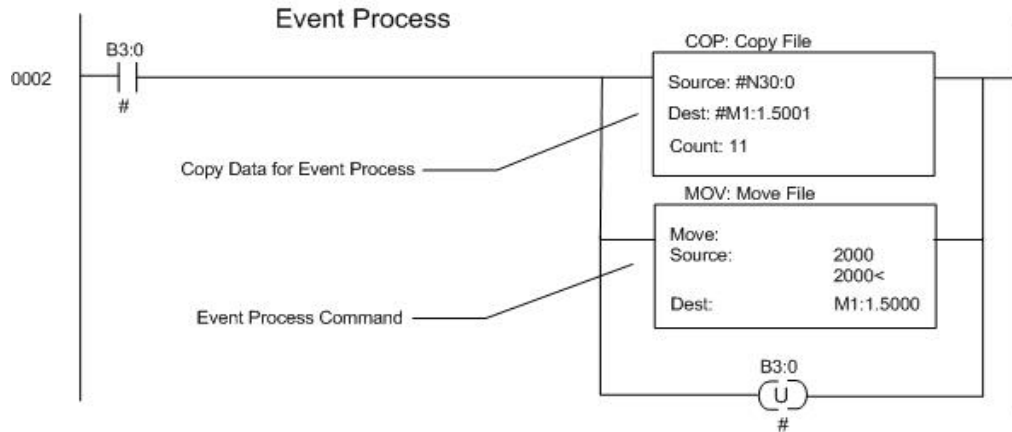 Event Process
0002
B3:0
#
COP: Copy File
Source: #N30:0
Dest: #M1:1.5001
Count: 11
Copy Data for Event Process
MOV: Move File
Move:
Source: 2000
2000<
Dest: M1:1.5000
Event Process Command
B3:0
U
#